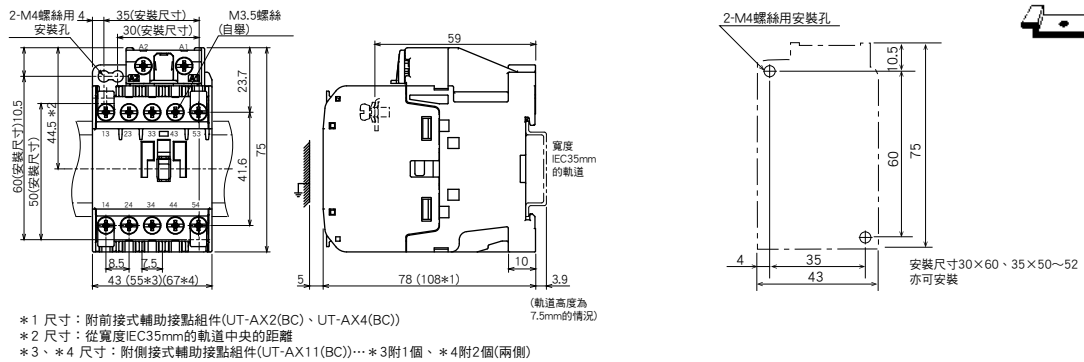 2-M4螺絲用
安裝孔
4
35(安裝尺寸)
30(安裝尺寸)
M3.5螺絲
(自舉)
A2
A1
A2
A2
13
23
33
43
53
14
24
34
44
54
60(安裝尺寸)10.5
50(安裝尺寸)
44.5 *2
23.7
41.6
75
8.5
7.5
43 (55*3)(67*4)
59
寬度
IEC35mm
的軌道
5
78 (108*1)
10
3.9
(軌道高度為
7.5mm的情況)
2-M4螺絲用安裝孔
10.5
60
75
4
35
43
安裝尺寸30×60、35×50～52
亦可安裝
*1 尺寸：附前接式輔助接點組件(UT-AX2(BC)、UT-AX4(BC))
*2 尺寸：從寬度IEC35mm的軌道中央的距離
*3、*4 尺寸：附側接式輔助接點組件(UT-AX11(BC))…*3附1個、*4附2個(兩側)